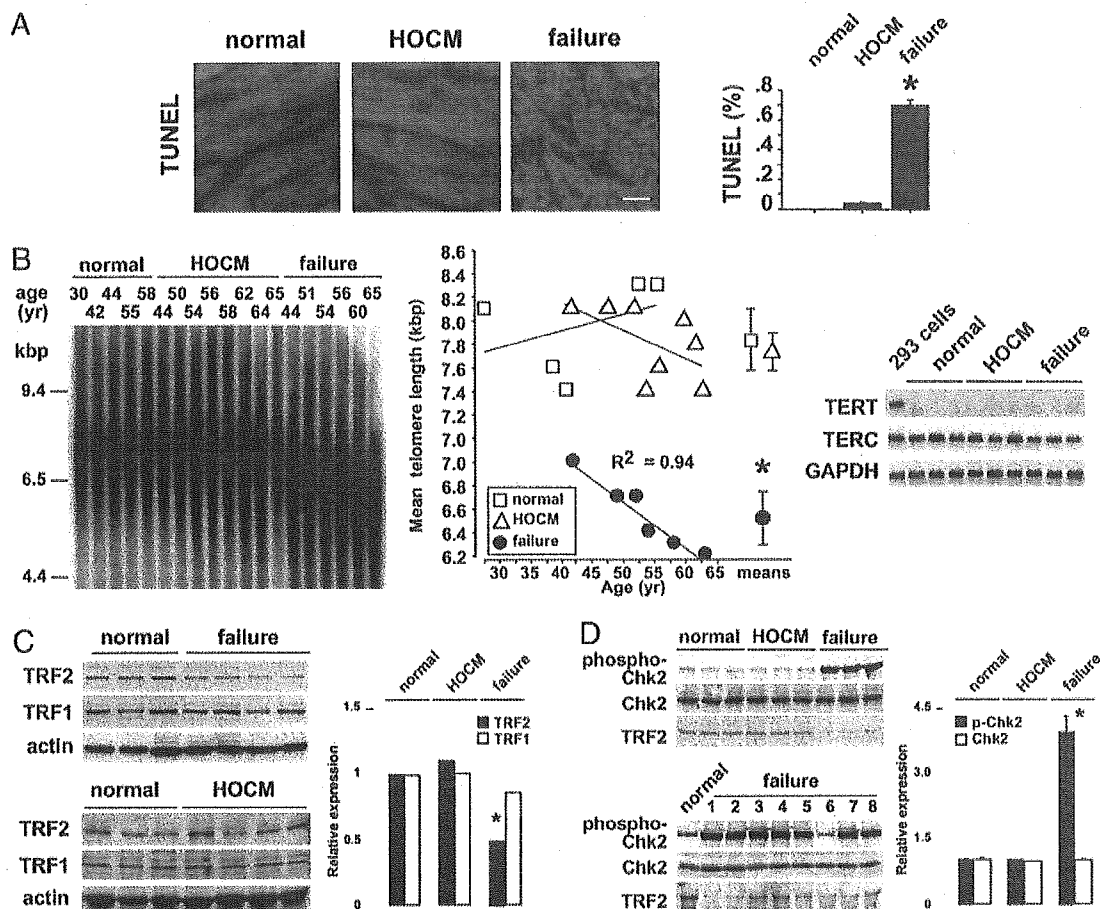 A
normal HOCM failure
TUNEL
normal HOCM failure
TUNEL (%)
.8
.6
.4
.2
0
*
B
normal HOCM failure
age (yr)
30 44 58 50 56 62 65 51 56 65
42 55 44 54 58 64 44 54 60
kbp
9.4
6.5
4.4
Mean telomere length (kbp)
8.6
8.4
8.2
8.0
7.8
7.6
7.4
7.2
7.0
6.8
6.6
6.4
6.2
R² = 0.94
*
normal
HOCM
failure
30 35 40 45 50 55 60 65 means
Age (yr)
293 cells normal HOCM failure
TERT
TERC
GAPDH
C
normal failure
TRF2
TRF1
actin
normal HOCM
TRF2
TRF1
actin
normal HOCM failure
Relative expression
1.5
1
0.5
0
TRF2
TRF1
*
D
normal HOCM failure
phospho-Chk2
Chk2
TRF2
normal failure
1 2 3 4 5 6 7 8
phospho-Chk2
Chk2
TRF2
normal HOCM failure
Relative expression
4.5
3.0
1.5
0
p-Chk2
Chk2
*